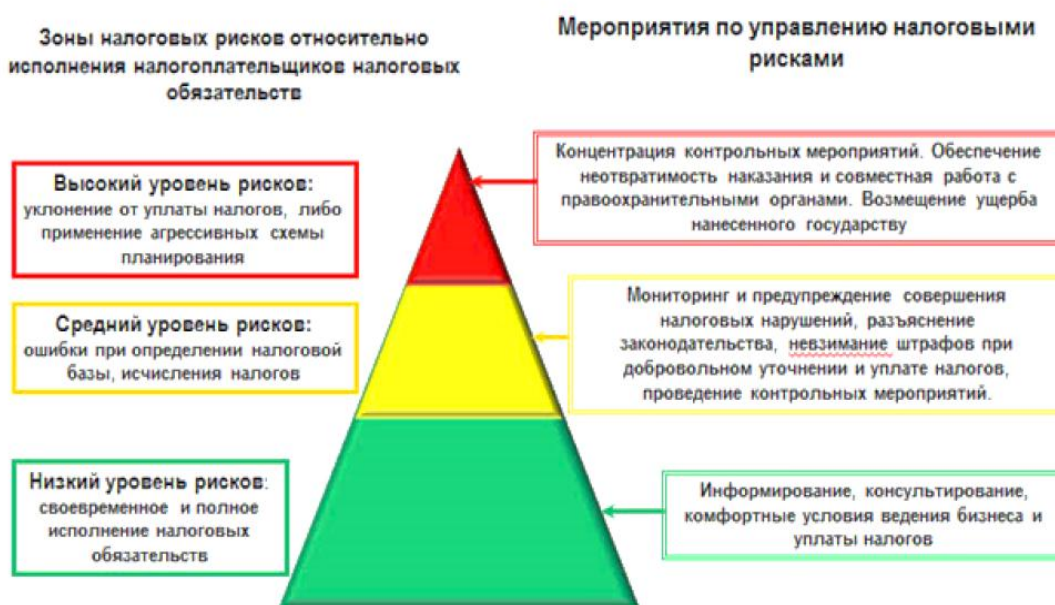 Зоны налоговых рисков относительно
исполнения налогоплательщиков налоговых
обязательств
Мероприятия по управлению налоговыми
рисками
Высокий уровень рисков:
уклонение от уплаты налогов, либо
применение агрессивных схемы
планирования
Концентрация контрольных мероприятий. Обеспечение
неотвратимость наказания и совместная работа с
правоохранительными органами. Возмещение ущерба
нанесенного государству
Средний уровень рисков:
ошибки при определении налоговой
базы, исчисления налогов
Мониторинг и предупреждение совершения
налоговых нарушений, разъяснение
законодательства, невзимание штрафов при
добровольном уточнении и уплате налогов,
проведение контрольных мероприятий.
Низкий уровень рисков:
своевременное и полное
исполнение налоговых
обязательств
Информирование, консультирование,
комфортные условия ведения бизнеса и
уплаты налогов